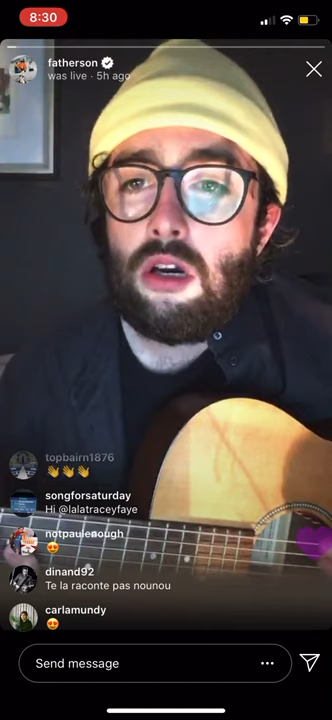 8:30
fatherson
was live · 5h ago
topbairn1876
👋👋👋
songforsaturday
Hi @lalatraceyfaye
notpaulenough
😍
dinand92
Te la raconte pas nounou
carlamundy
😍
Send message